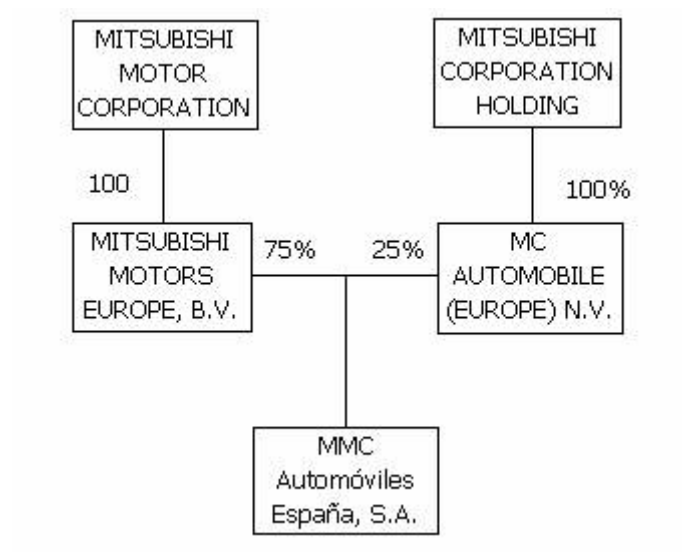 MITSUBISHI
MOTOR
CORPORATION
MITSUBISHI
CORPORATION
HOLDING
100
100%
MITSUBISHI
MOTORS
EUROPE, B.V.
75%
25%
MC
AUTOMOBILE
(EUROPE) N.V.
MMC
Automóviles
España, S.A.